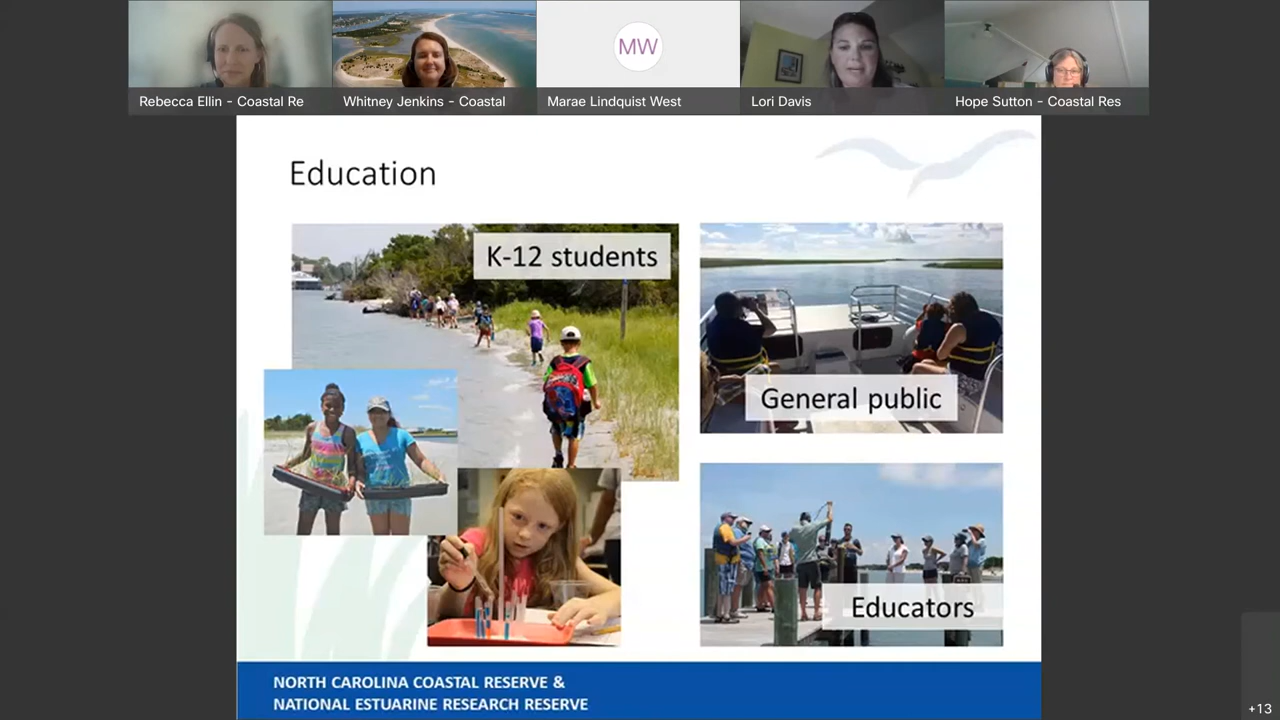 MW
Rebecca Ellin - Coastal Re
Whitney Jenkins - Coastal
Marae Lindquist West
Lori Davis
Hope Sutton - Coastal Res
Education
K-12 students
General public
Educators
NORTH CAROLINA COASTAL RESERVE &
NATIONAL ESTUARINE RESEARCH RESERVE
+13